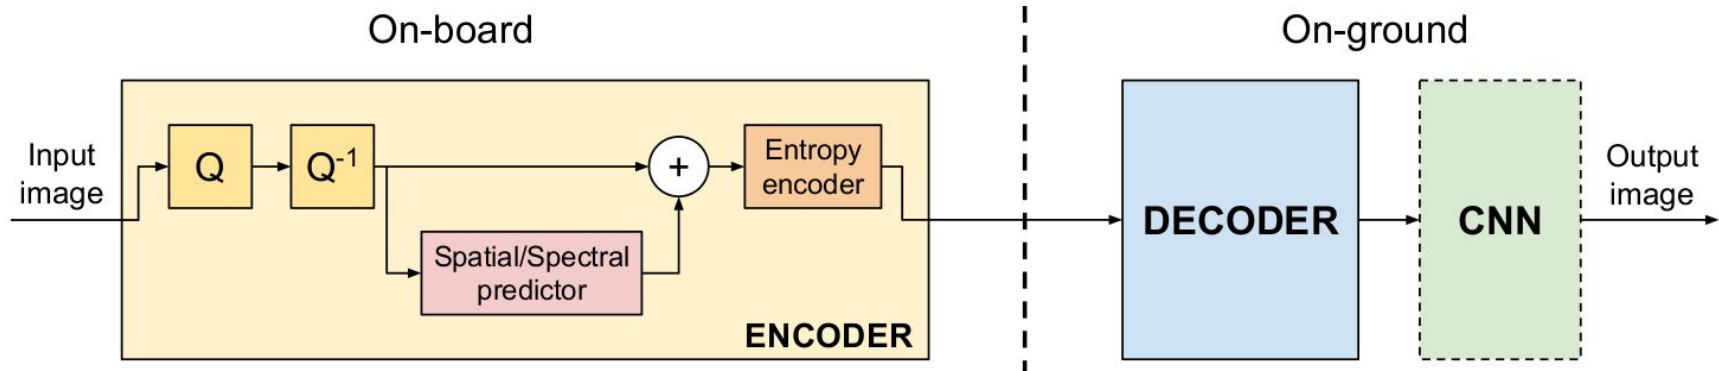 On-board
On-ground
Input
image
Q
Q-1
+
Entropy
encoder
Spatial/Spectral
predictor
ENCODER
DECODER
CNN
Output
image